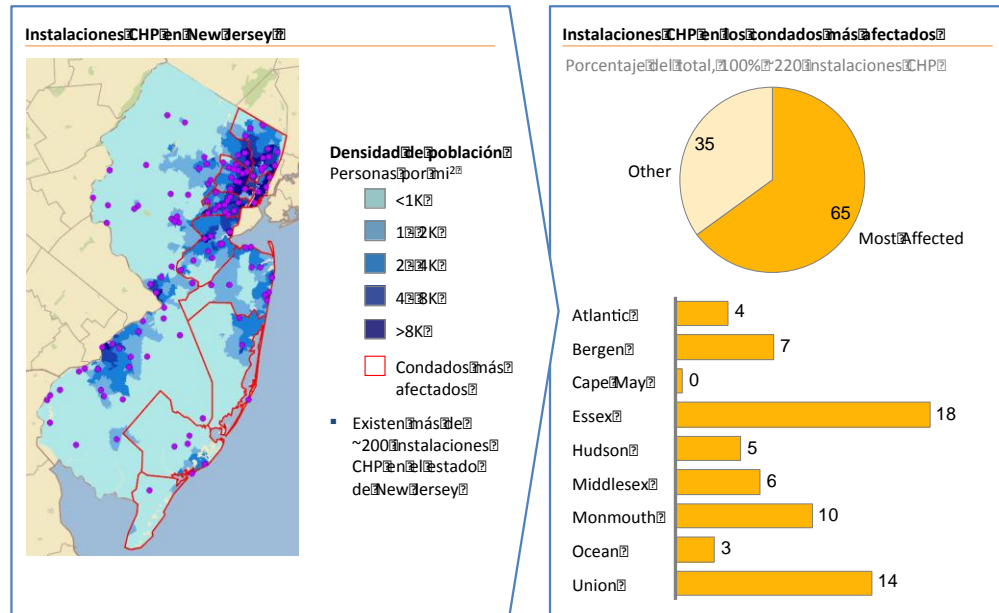 Instalaciones CHP en New Jersey
Densidad de población
Personas por mi²
<1K
1 - 2K
2 - 4K
4 - 8K
>8K
Condados más
afectados
▪ Existen más de
~200 instalaciones
CHP en el estado
de New Jersey
Instalaciones CHP en los condados más afectados
Porcentaje del total, 100% ~220 instalaciones CHP
35
Other
65
Most Affected
Atlantic 4
Bergen 7
Cape May 0
Essex 18
Hudson 5
Middlesex 6
Monmouth 10
Ocean 3
Union 14